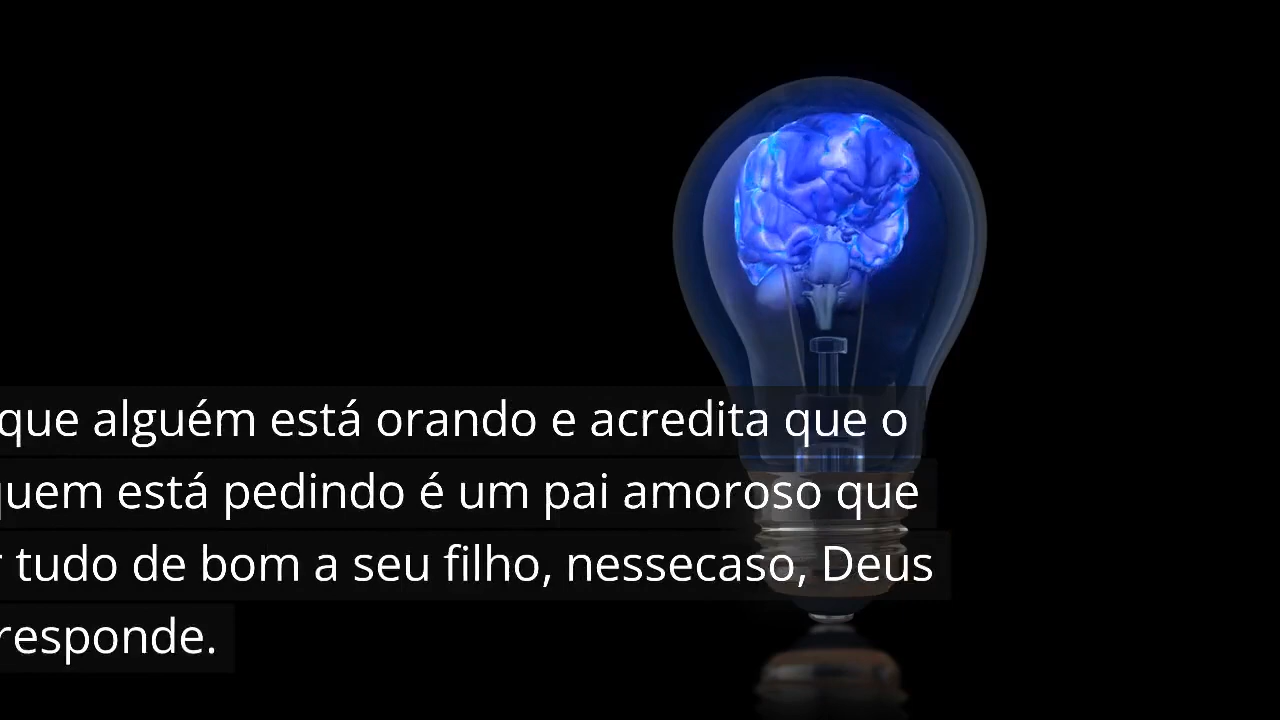 que alguém está orando e acredita que o
quem está pedindo é um pai amoroso que
tudo de bom a seu filho, nessecaso, Deus
responde.